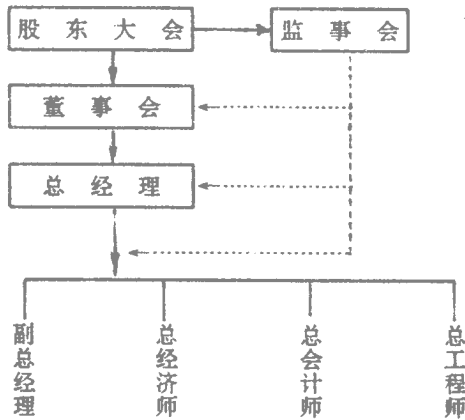 股东大会
监事会
董事会
总经理
副总经理
总经济师
总会计师
总工程师